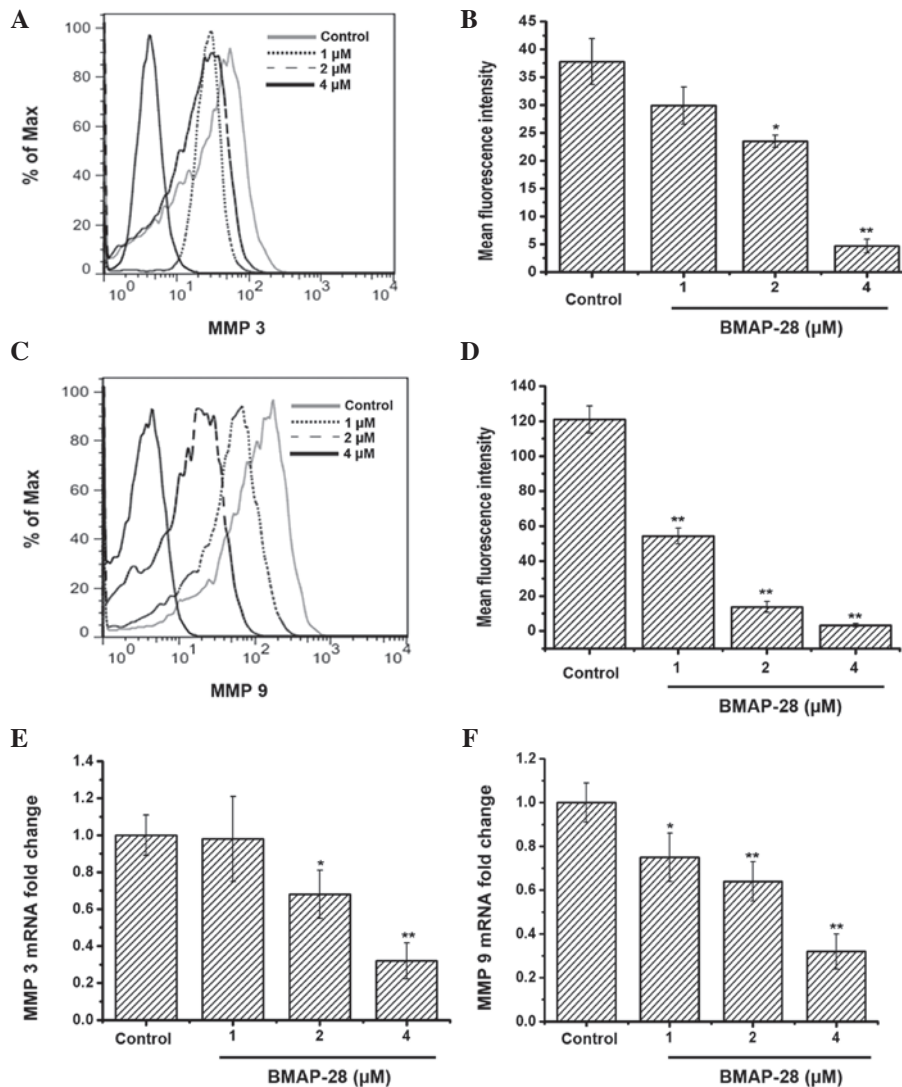 A
% of Max
100
80
60
40
20
0
10^0
10^1
10^2
10^3
10^4
MMP 3
Control
1 µM
2 µM
4 µM
B
Mean fluorescence intensity
45
40
35
30
25
20
15
10
5
0
**
*
Control
1
2
4
BMAP-28 (µM)
C
% of Max
100
80
60
40
20
0
10^0
10^1
10^2
10^3
10^4
MMP 9
Control
1 µM
2 µM
4 µM
D
Mean fluorescence intensity
140
120
100
80
60
40
20
0
**
**
**
Control
1
2
4
BMAP-28 (µM)
E
MMP 3 mRNA fold change
1.4
1.2
1.0
0.8
0.6
0.4
0.2
0.0
*
**
Control
1
2
4
BMAP-28 (µM)
F
MMP 9 mRNA fold change
1.2
1.0
0.8
0.6
0.4
0.2
0.0
*
**
**
Control
1
2
4
BMAP-28 (µM)